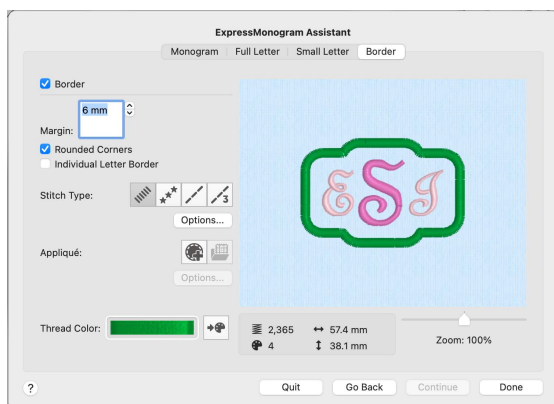 ExpressMonogram Assistant
Monogram Full Letter Small Letter Border
Border
6 mm
Margin:
Rounded Corners
Individual Letter Border
Stitch Type:
3
Options...
Appliqué:
Options...
Thread Color:
2,365 57.4 mm
4 38.1 mm
Zoom: 100%
ESI
? Quit Go Back Continue Done